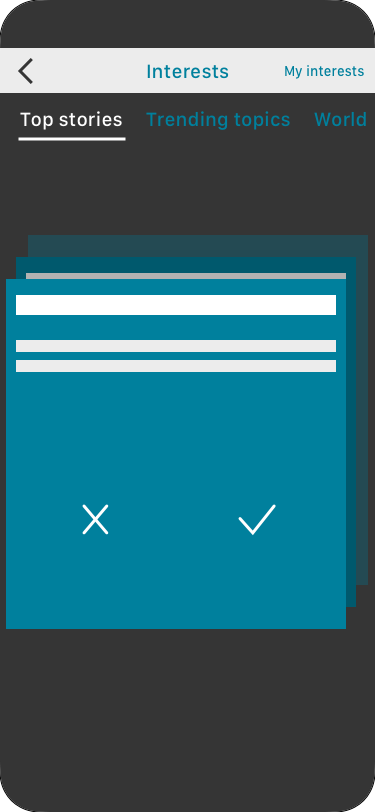 Interests
My interests
Top stories
Trending topics
World